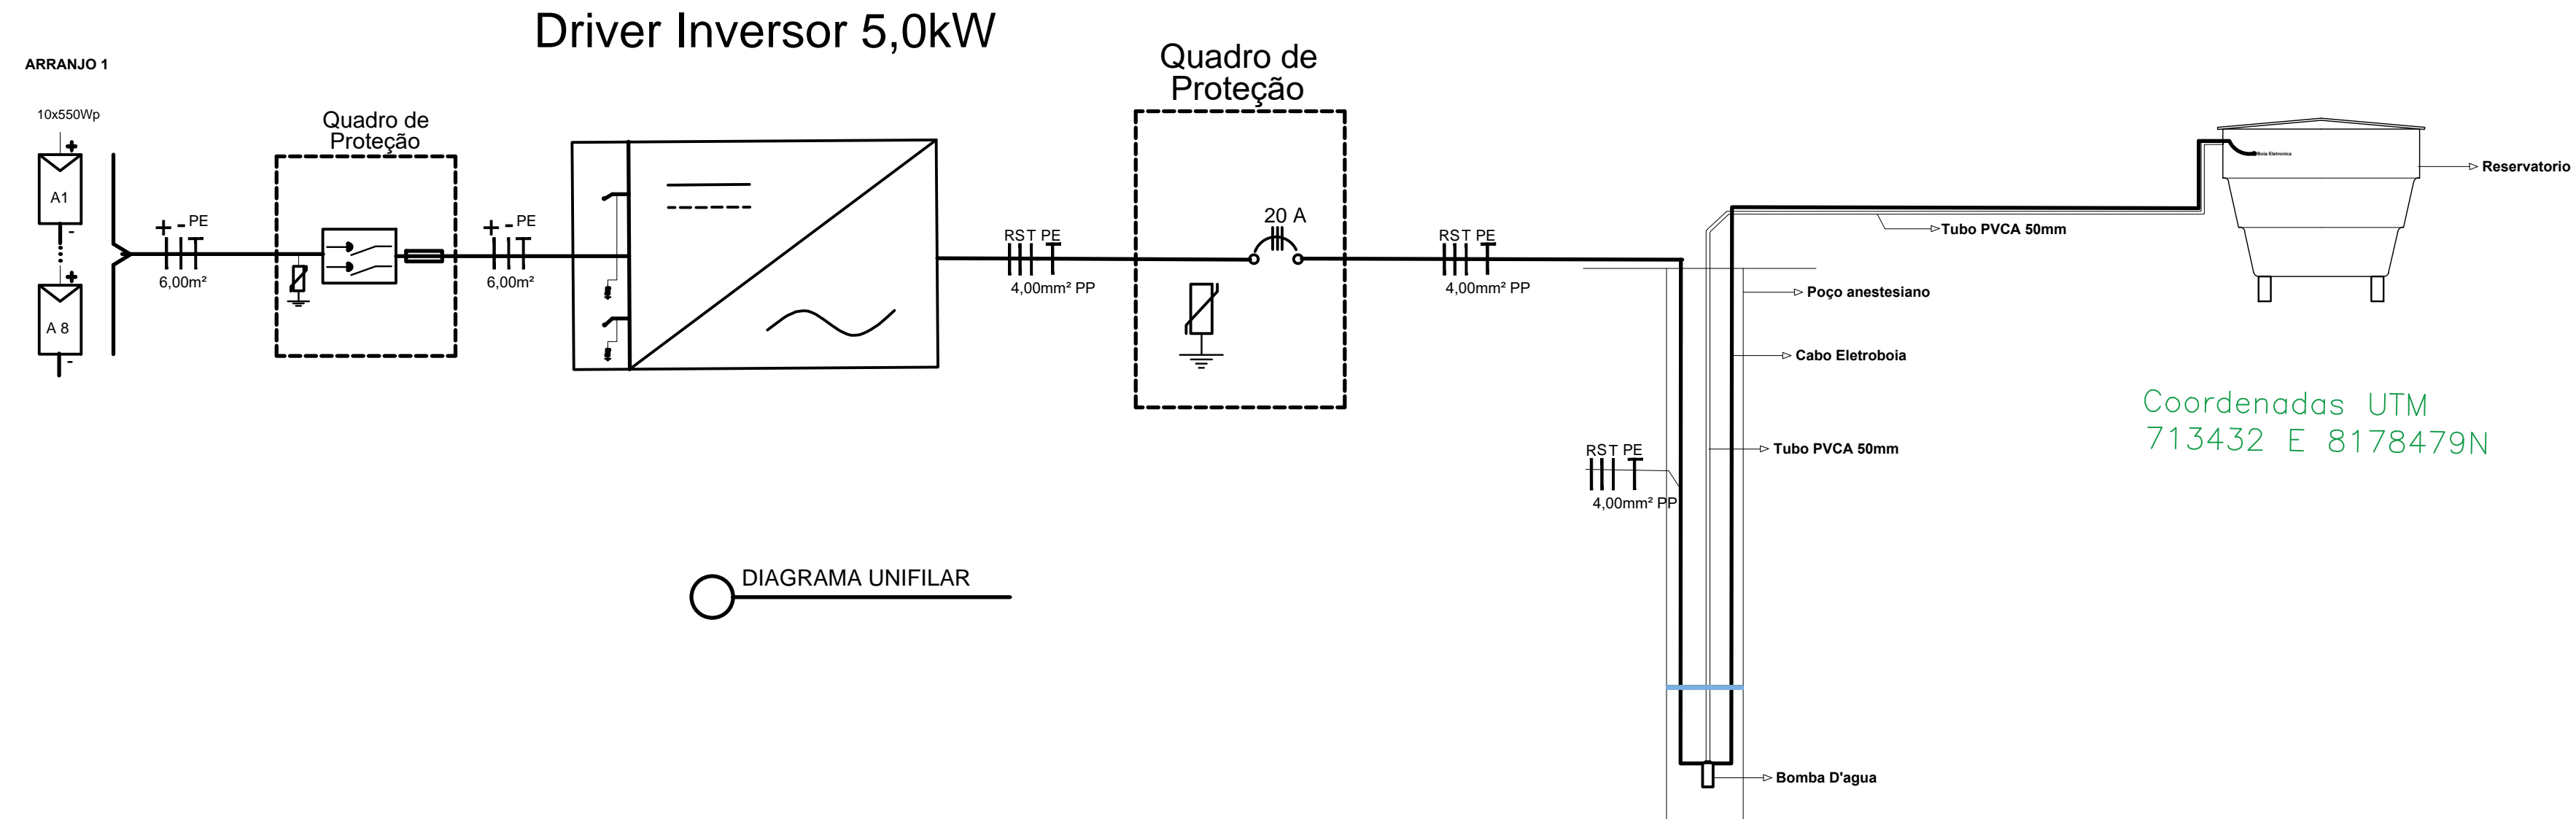 Driver Inversor 5,0kW
ARRANJO 1
10x550Wp
+
A1
-
+
A 8
-
+ - PE
6,00m²
Quadro de
Proteção
+ - PE
6,00m²
RST PE
4,00mm² PP
Quadro de
Proteção
20 A
RST PE
4,00mm² PP
RST PE
4,00mm² PP
Boia Eletronica
Reservatorio
Tubo PVCA 50mm
Poço anestesiano
Cabo Eletroboia
Tubo PVCA 50mm
Bomba D'agua
Coordenadas UTM
713432 E 8178479N
DIAGRAMA UNIFILAR